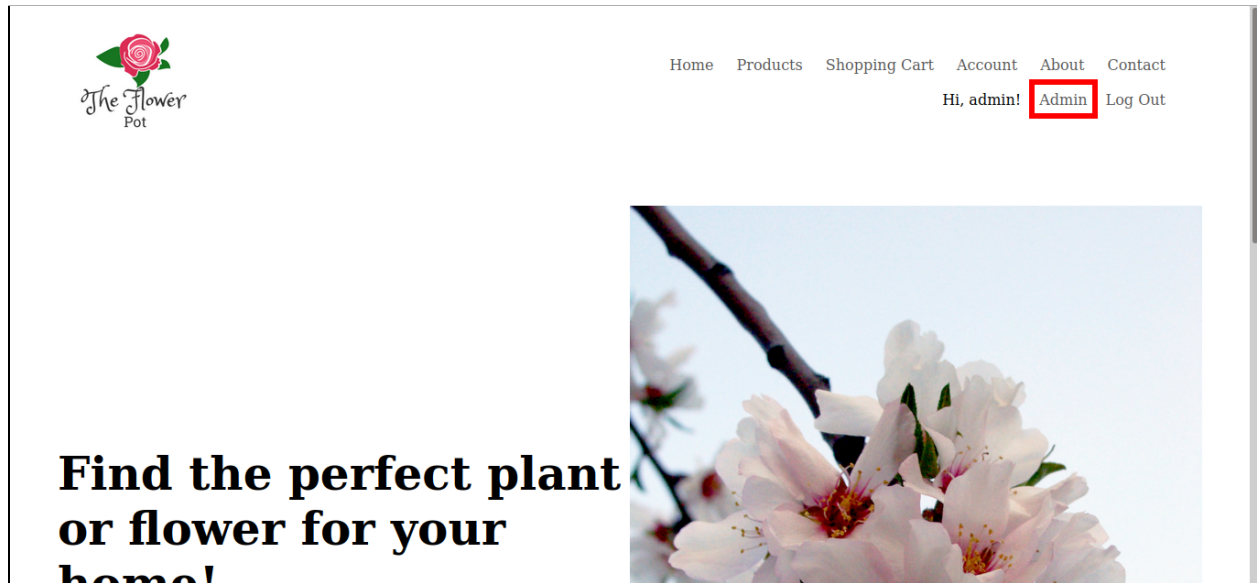 The Flower
Pot
Home Products Shopping Cart Account About Contact
Hi, admin! Admin Log Out
Find the perfect plant
or flower for your
home!